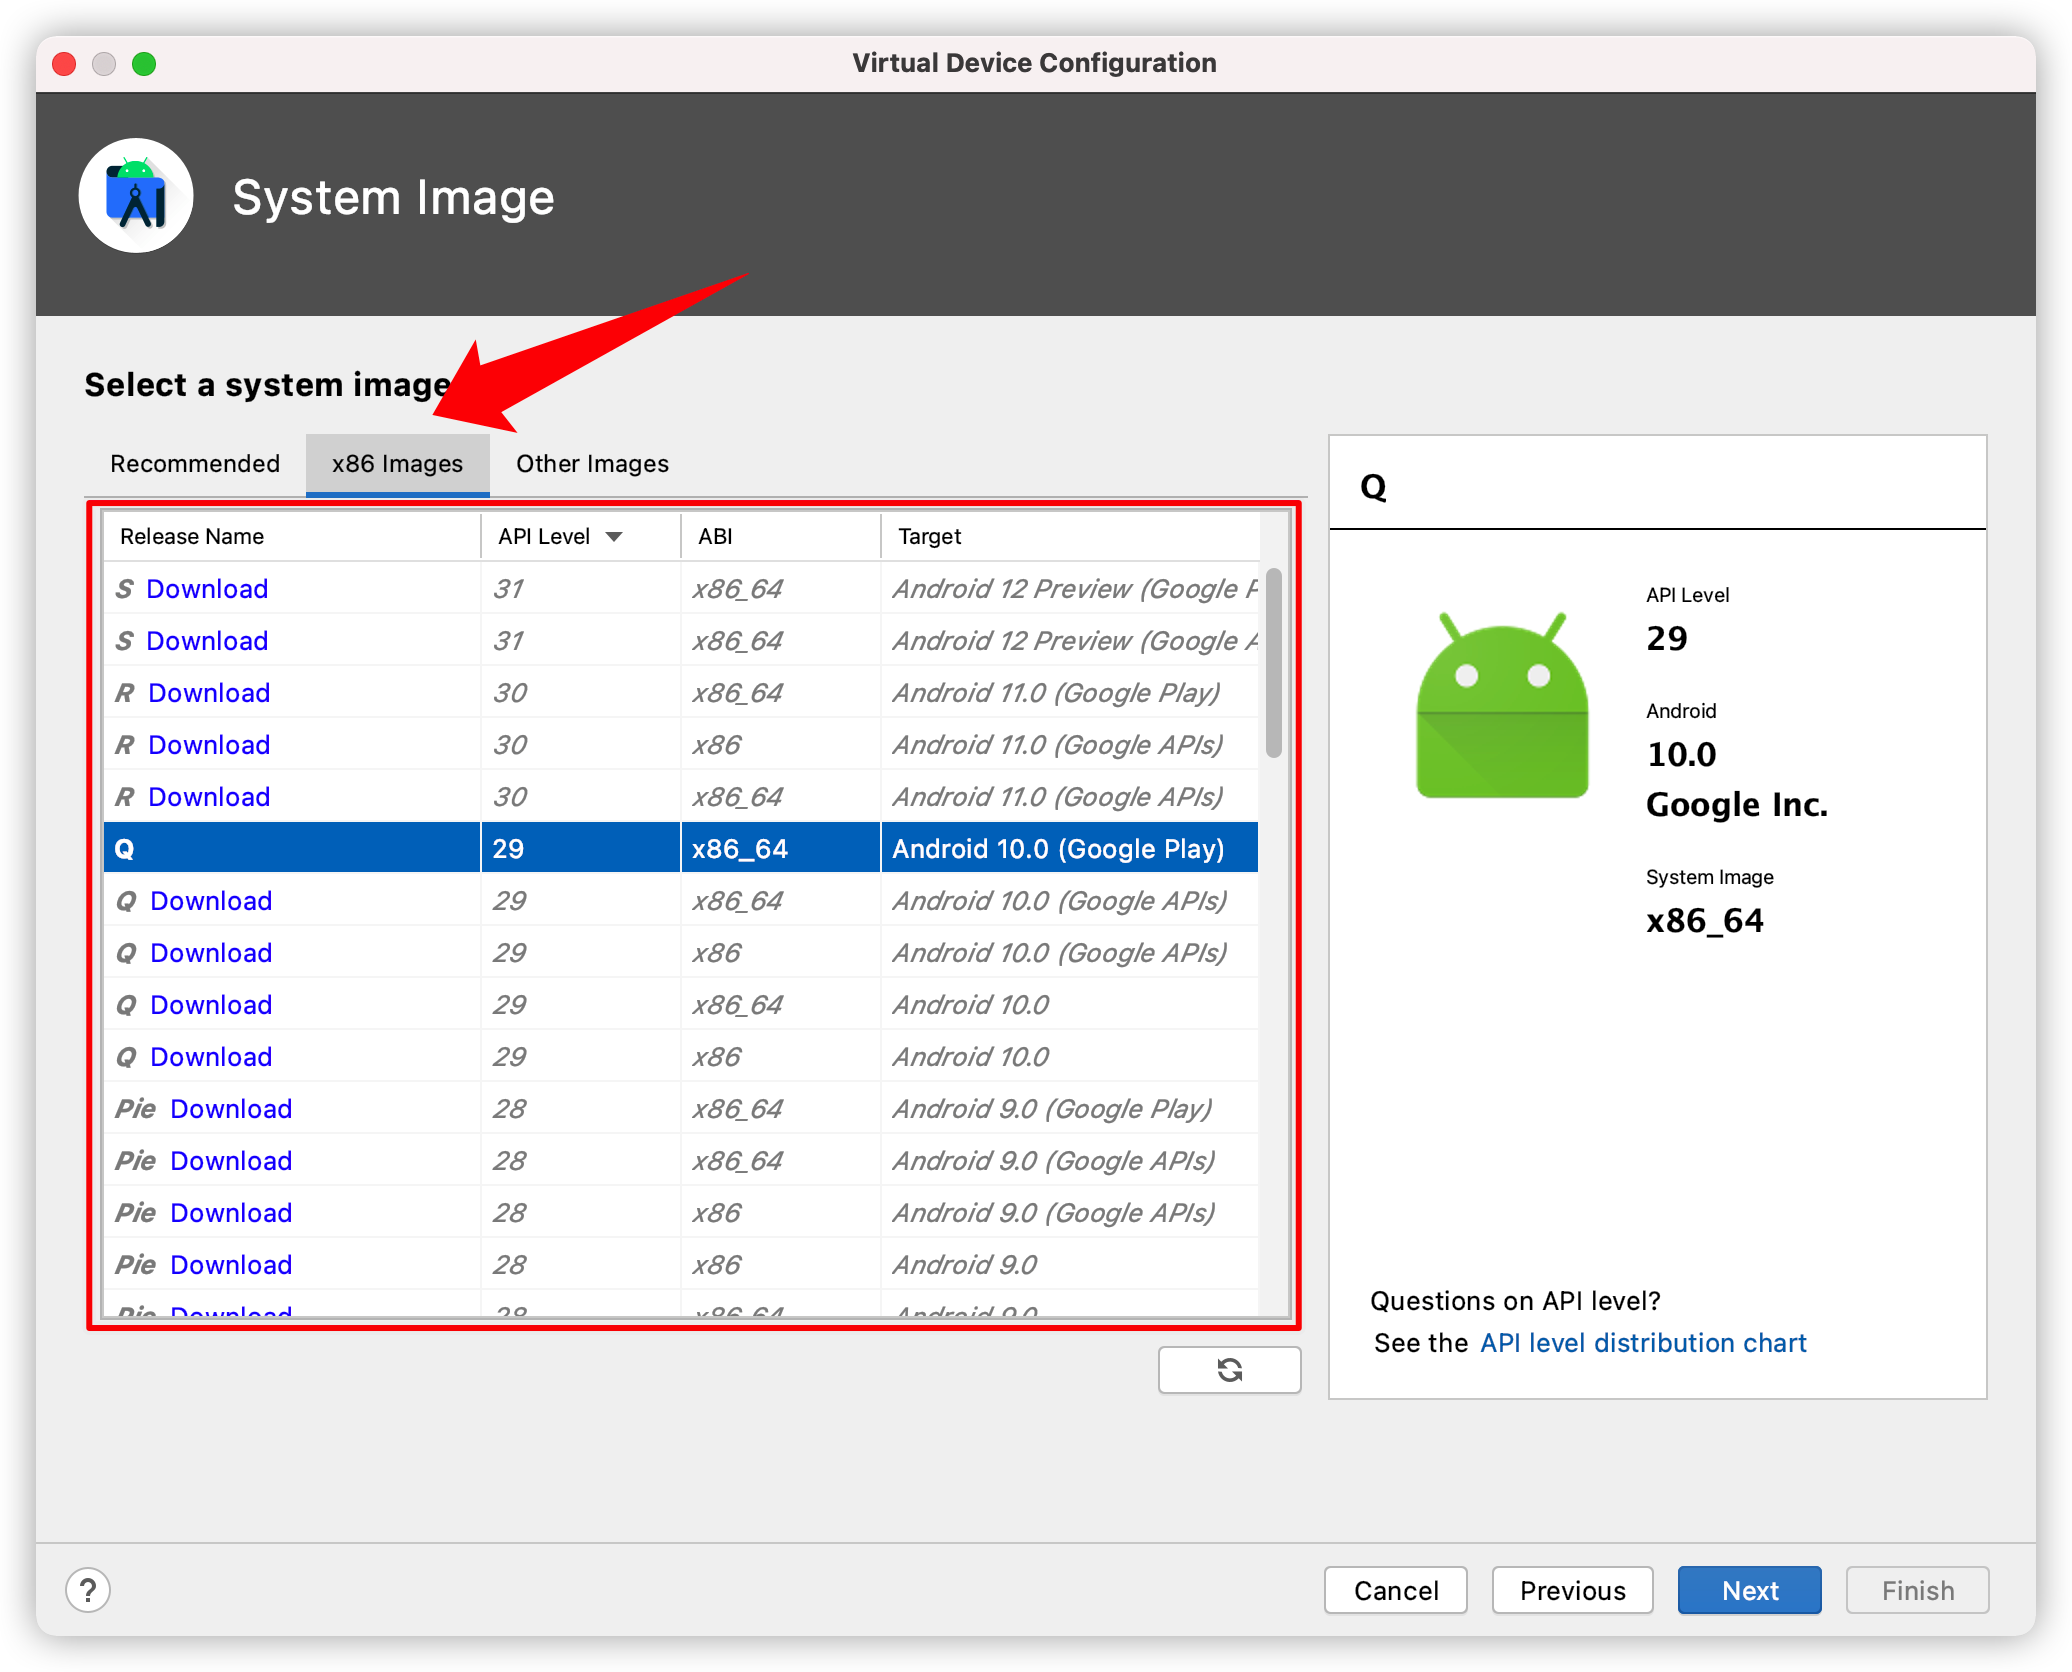 Virtual Device Configuration
System Image
Select a system image
Recommended x86 Images Other Images
Release Name API Level ABI Target
S Download 31 x86_64 Android 12 Preview (Google P
S Download 31 x86_64 Android 12 Preview (Google A
R Download 30 x86_64 Android 11.0 (Google Play)
R Download 30 x86 Android 11.0 (Google APIs)
R Download 30 x86_64 Android 11.0 (Google APIs)
Q 29 x86_64 Android 10.0 (Google Play)
Q Download 29 x86_64 Android 10.0 (Google APIs)
Q Download 29 x86 Android 10.0 (Google APIs)
Q Download 29 x86_64 Android 10.0
Q Download 29 x86 Android 10.0
Pie Download 28 x86_64 Android 9.0 (Google Play)
Pie Download 28 x86_64 Android 9.0 (Google APIs)
Pie Download 28 x86 Android 9.0 (Google APIs)
Pie Download 28 x86 Android 9.0
Pie Download 28 x86_64 Android 9.0
Q
API Level
29
Android
10.0
Google Inc.
System Image
x86_64
Questions on API level?
See the API level distribution chart
? Cancel Previous Next Finish